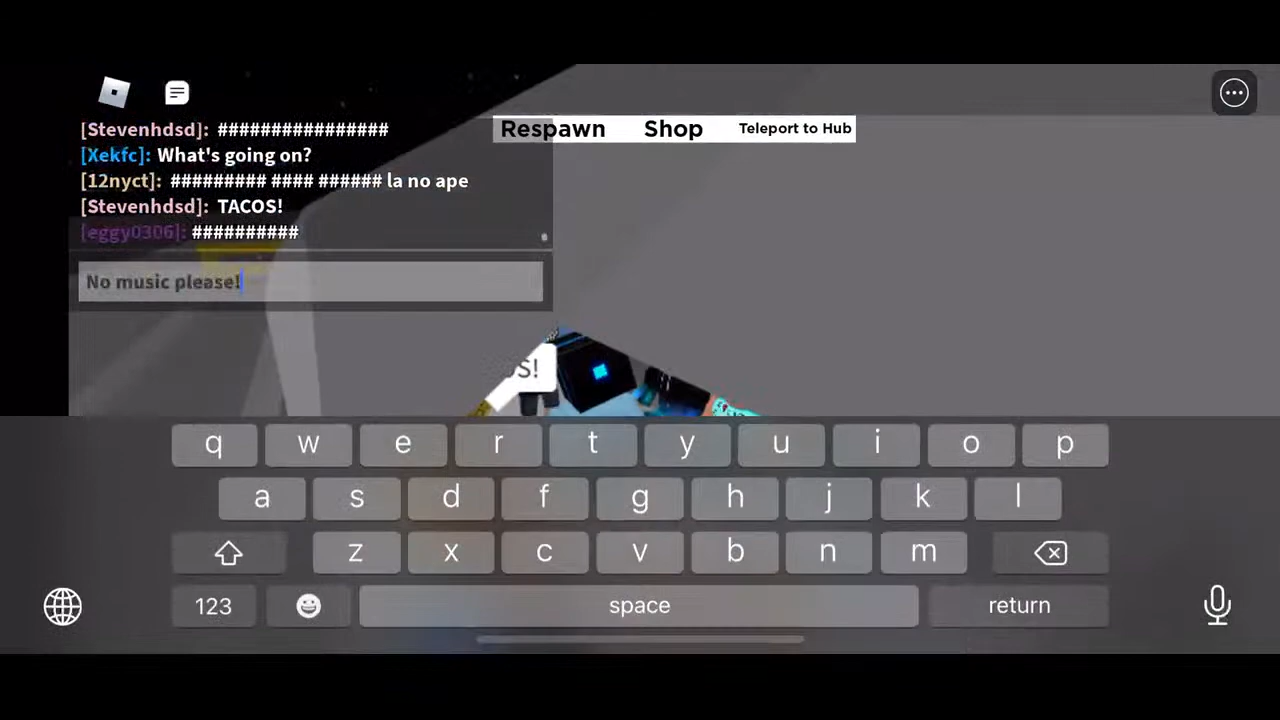 [Stevenhdsd]: ################
Respawn Shop Teleport to Hub
[Xekfc]: What's going on?
[12nyct]: ######### #### ###### la no ape
[Stevenhdsd]: TACOS!
[eggy0306]: ##########
No music please!
S!
q w e r t y u i o p
a s d f g h j k l
z x c v b n m
123 space return